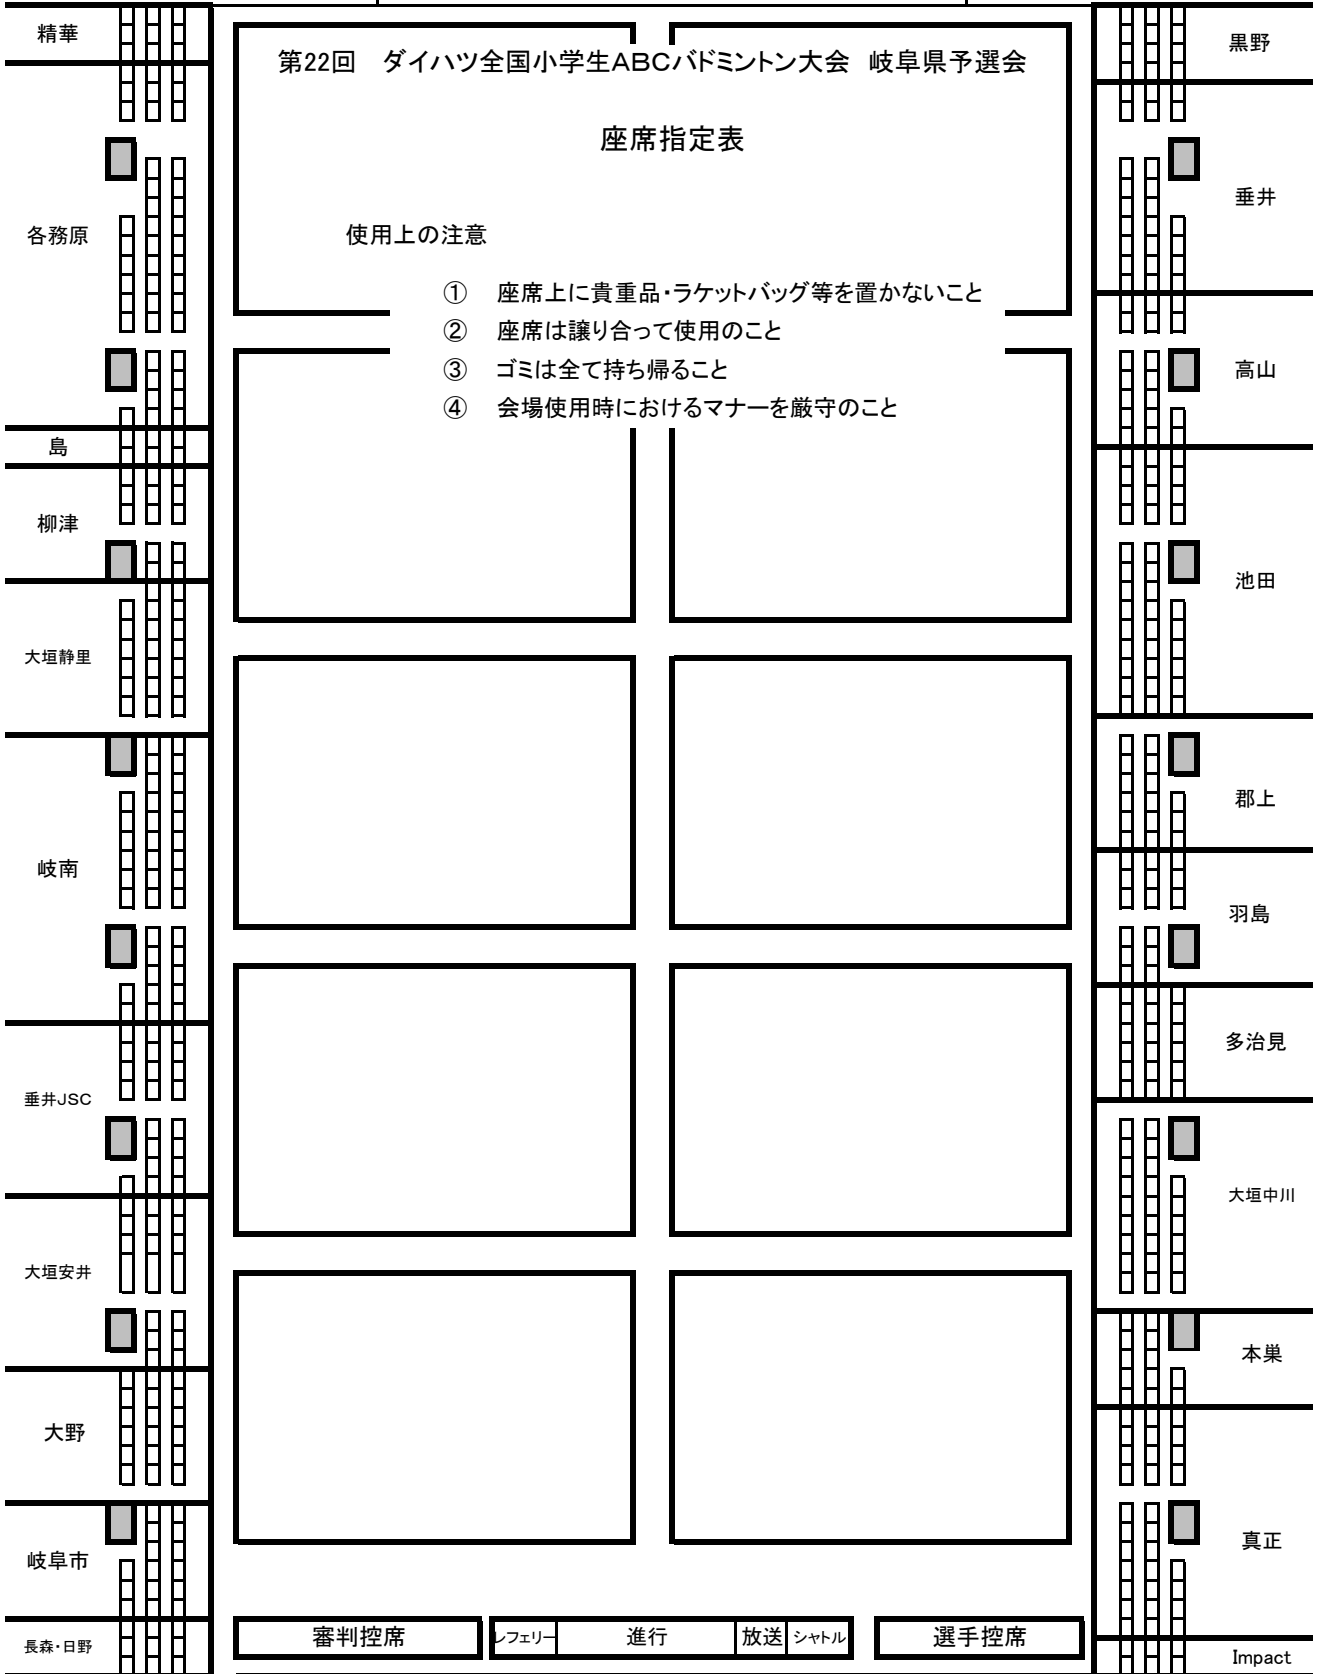 第22回　ダイハツ全国小学生ABCバドミントン大会　岐阜県予選会
座席指定表
使用上の注意
①　座席上に貴重品・ラケットバッグ等を置かないこと
②　座席は譲り合って使用のこと
③　ゴミは全て持ち帰ること
④　会場使用時におけるマナーを厳守のこと
精華
各務原
島
柳津
大垣静里
岐南
垂井JSC
大垣安井
大野
岐阜市
長森・日野
黒野
垂井
高山
池田
郡上
羽島
多治見
大垣中川
本巣
真正
Impact
審判控席
レフェリー
進行
放送
シャトル
選手控席